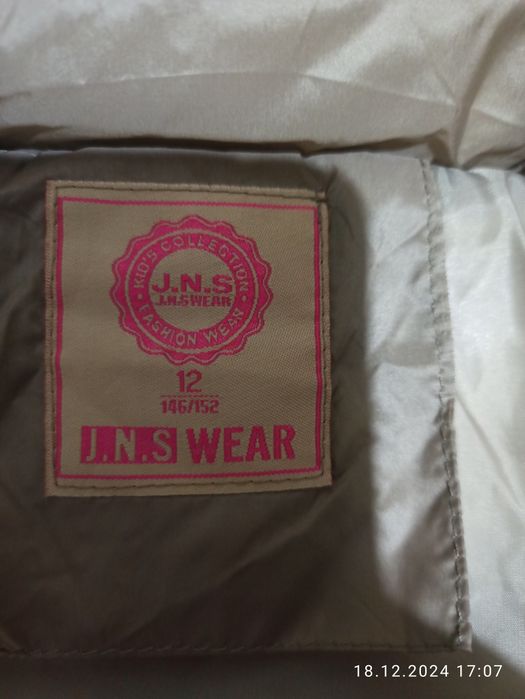 KID'S COLLECTION
J.N.S
J.N.S WEAR
FASHION WEAR
12
146/152
J.N.S WEAR
18.12.2024 17:07